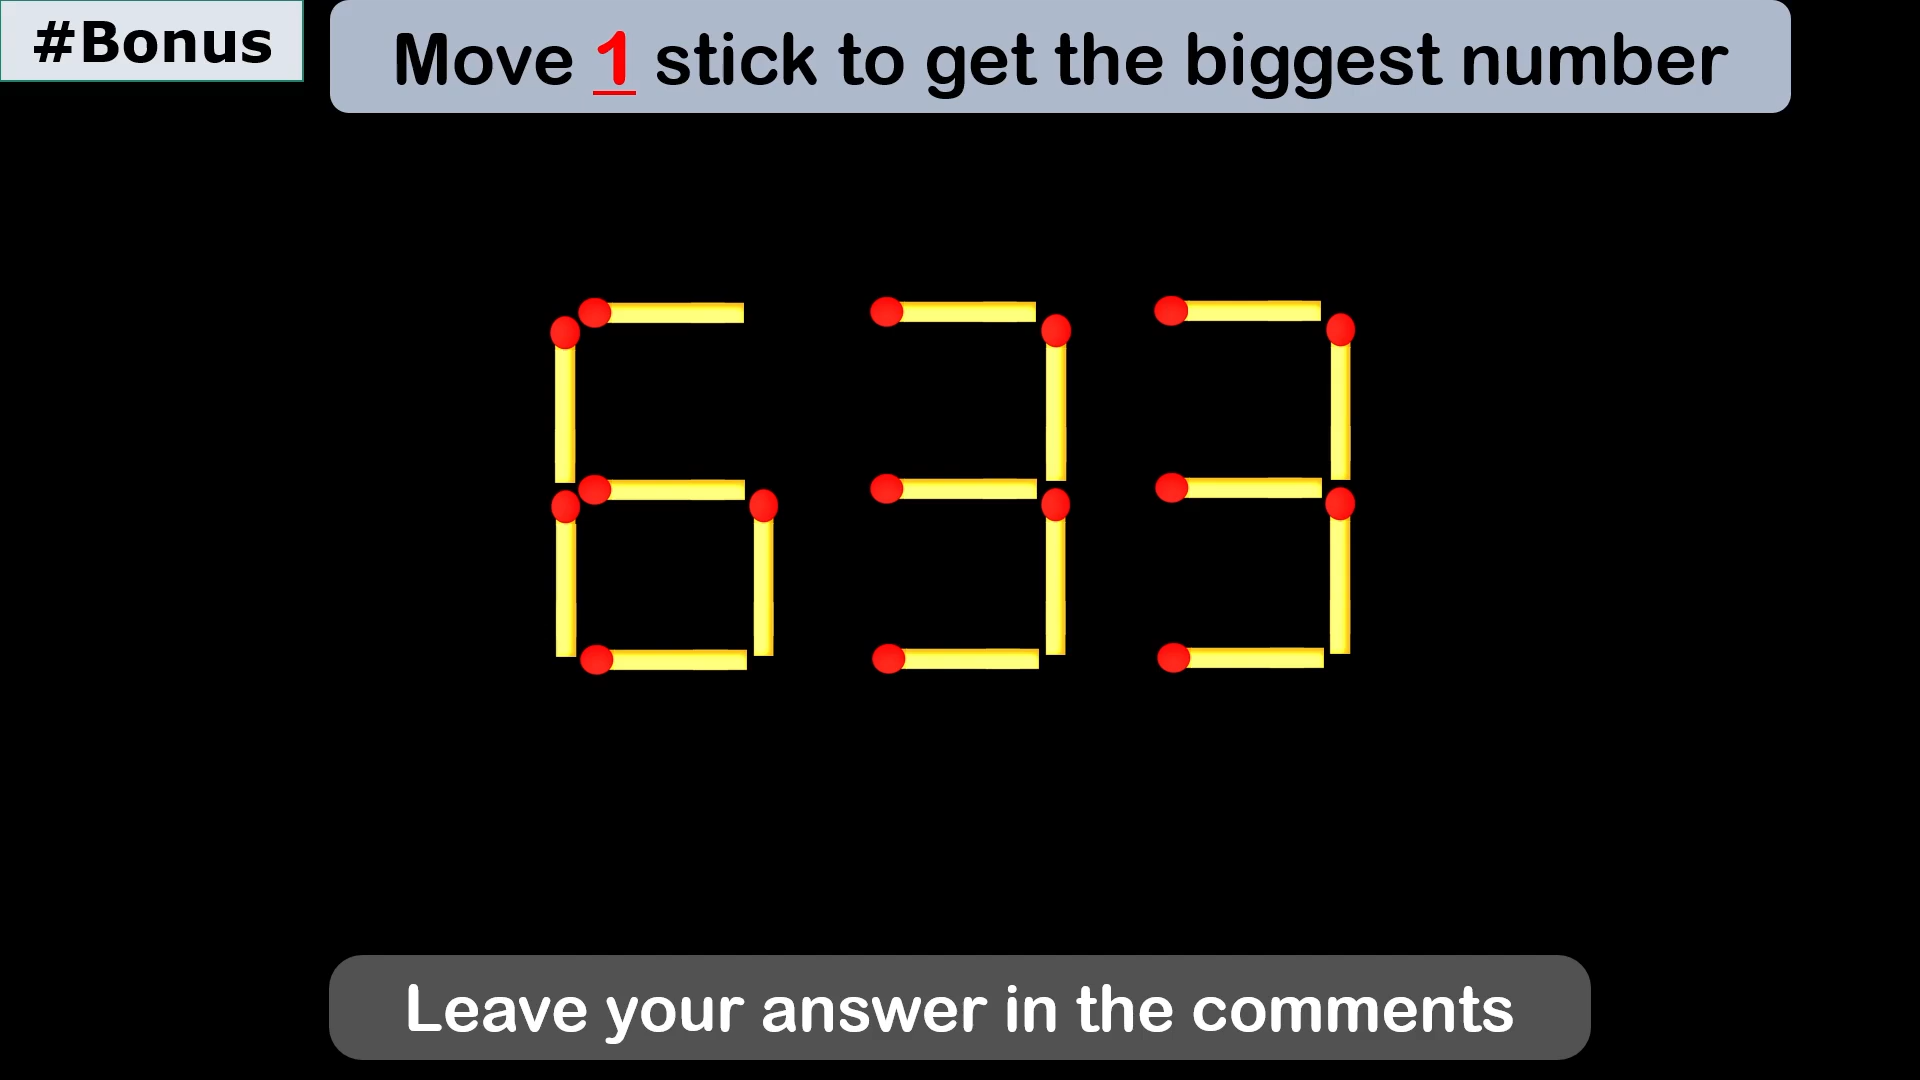 #Bonus
Move 1 stick to get the biggest number
633
Leave your answer in the comments